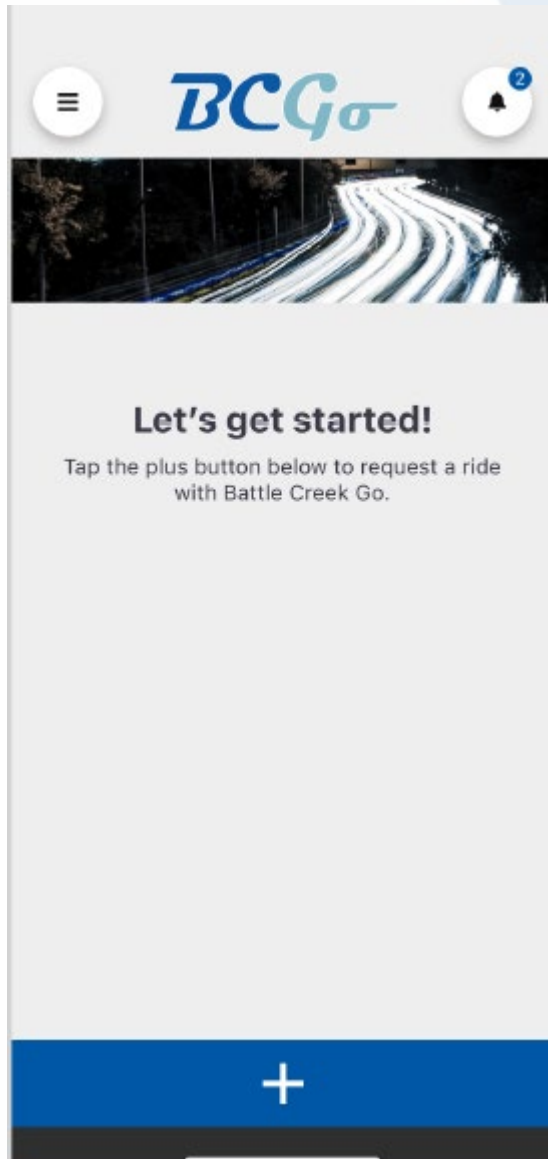 BCGo
2
Let's get started!
Tap the plus button below to request a ride
with Battle Creek Go.